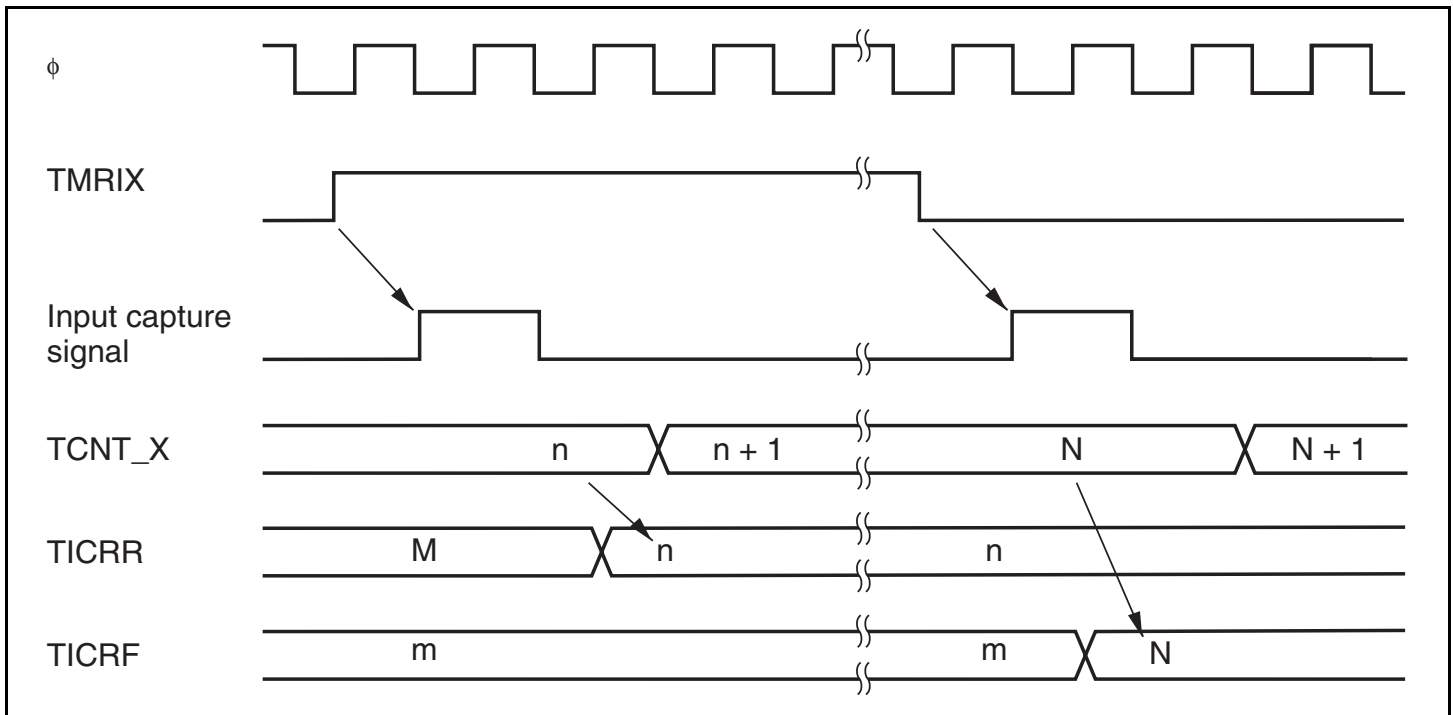 φ
TMRIX
Input capture
signal
TCNT_X n n + 1 N N + 1
TICRR M n n
TICRF m m N